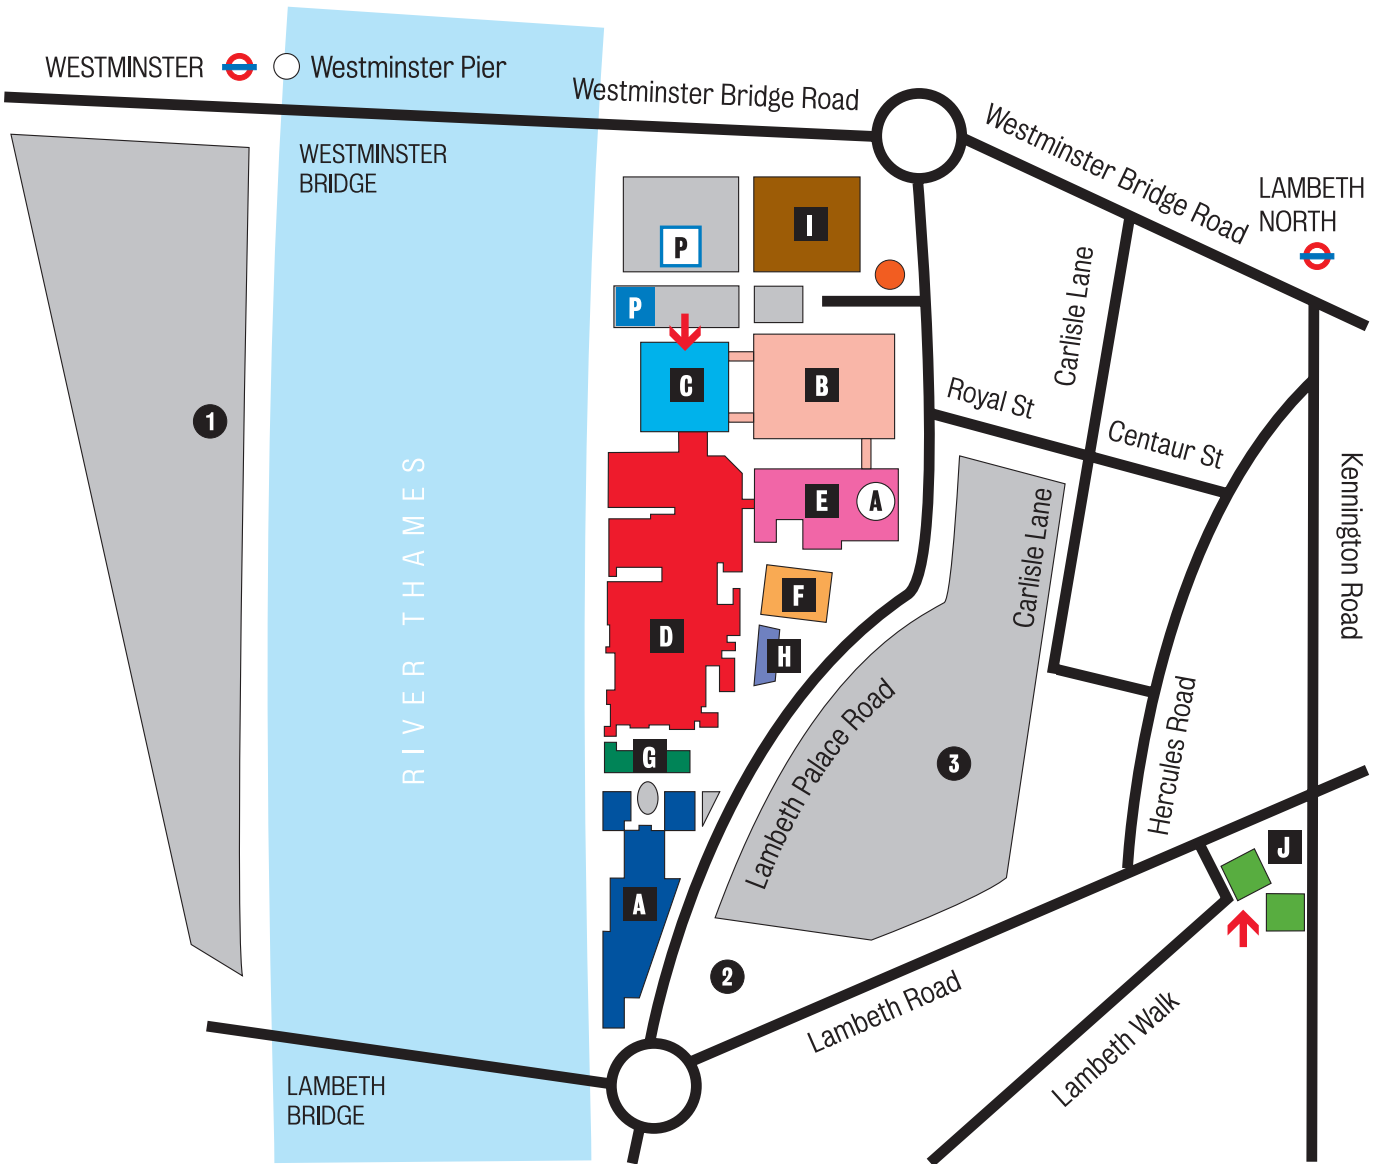 WESTMINSTER
Westminster Pier
Westminster Bridge Road
Westminster Bridge Road
WESTMINSTER
BRIDGE
LAMBETH
NORTH
P
I
P
C
B
Carlisle Lane
Royal St
Centaur St
1
RIVER THAMES
E
A
Carlisle Lane
Kennington Road
F
D
H
G
Lambeth Palace Road
3
Hercules Road
J
A
2
Lambeth Road
Lambeth Walk
LAMBETH
BRIDGE